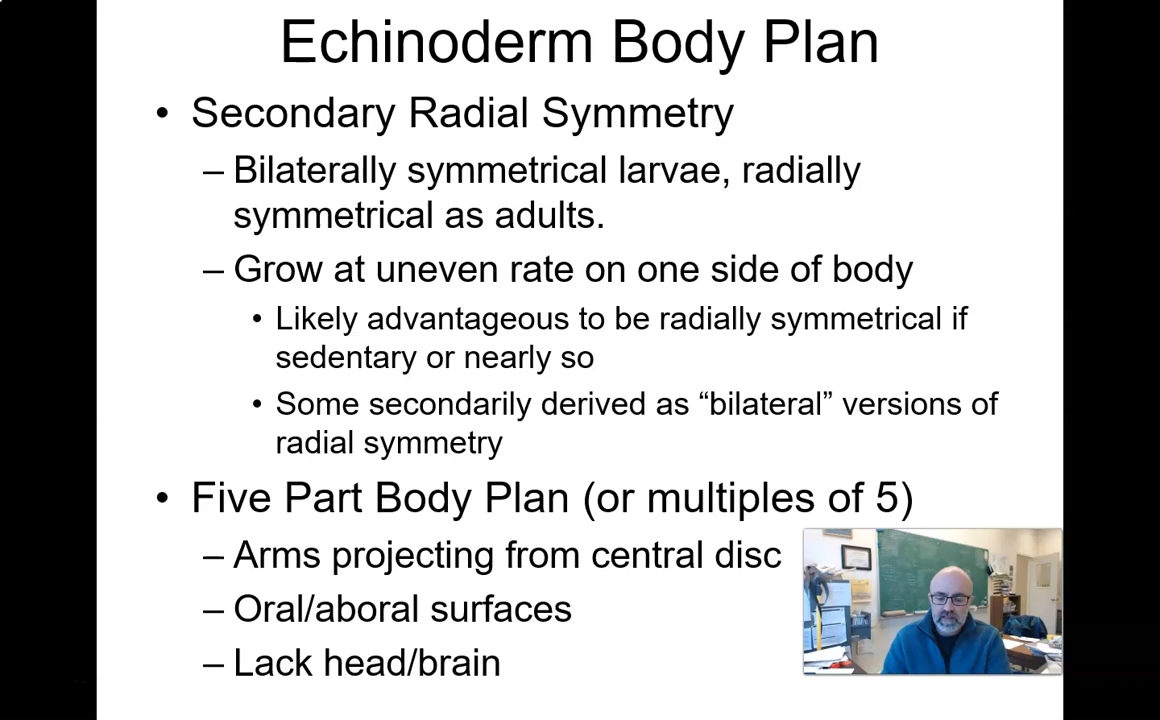 Echinoderm Body Plan
• Secondary Radial Symmetry
– Bilaterally symmetrical larvae, radially
symmetrical as adults.
– Grow at uneven rate on one side of body
• Likely advantageous to be radially symmetrical if
sedentary or nearly so
• Some secondarily derived as “bilateral” versions of
radial symmetry
• Five Part Body Plan (or multiples of 5)
– Arms projecting from central disc
– Oral/aboral surfaces
– Lack head/brain